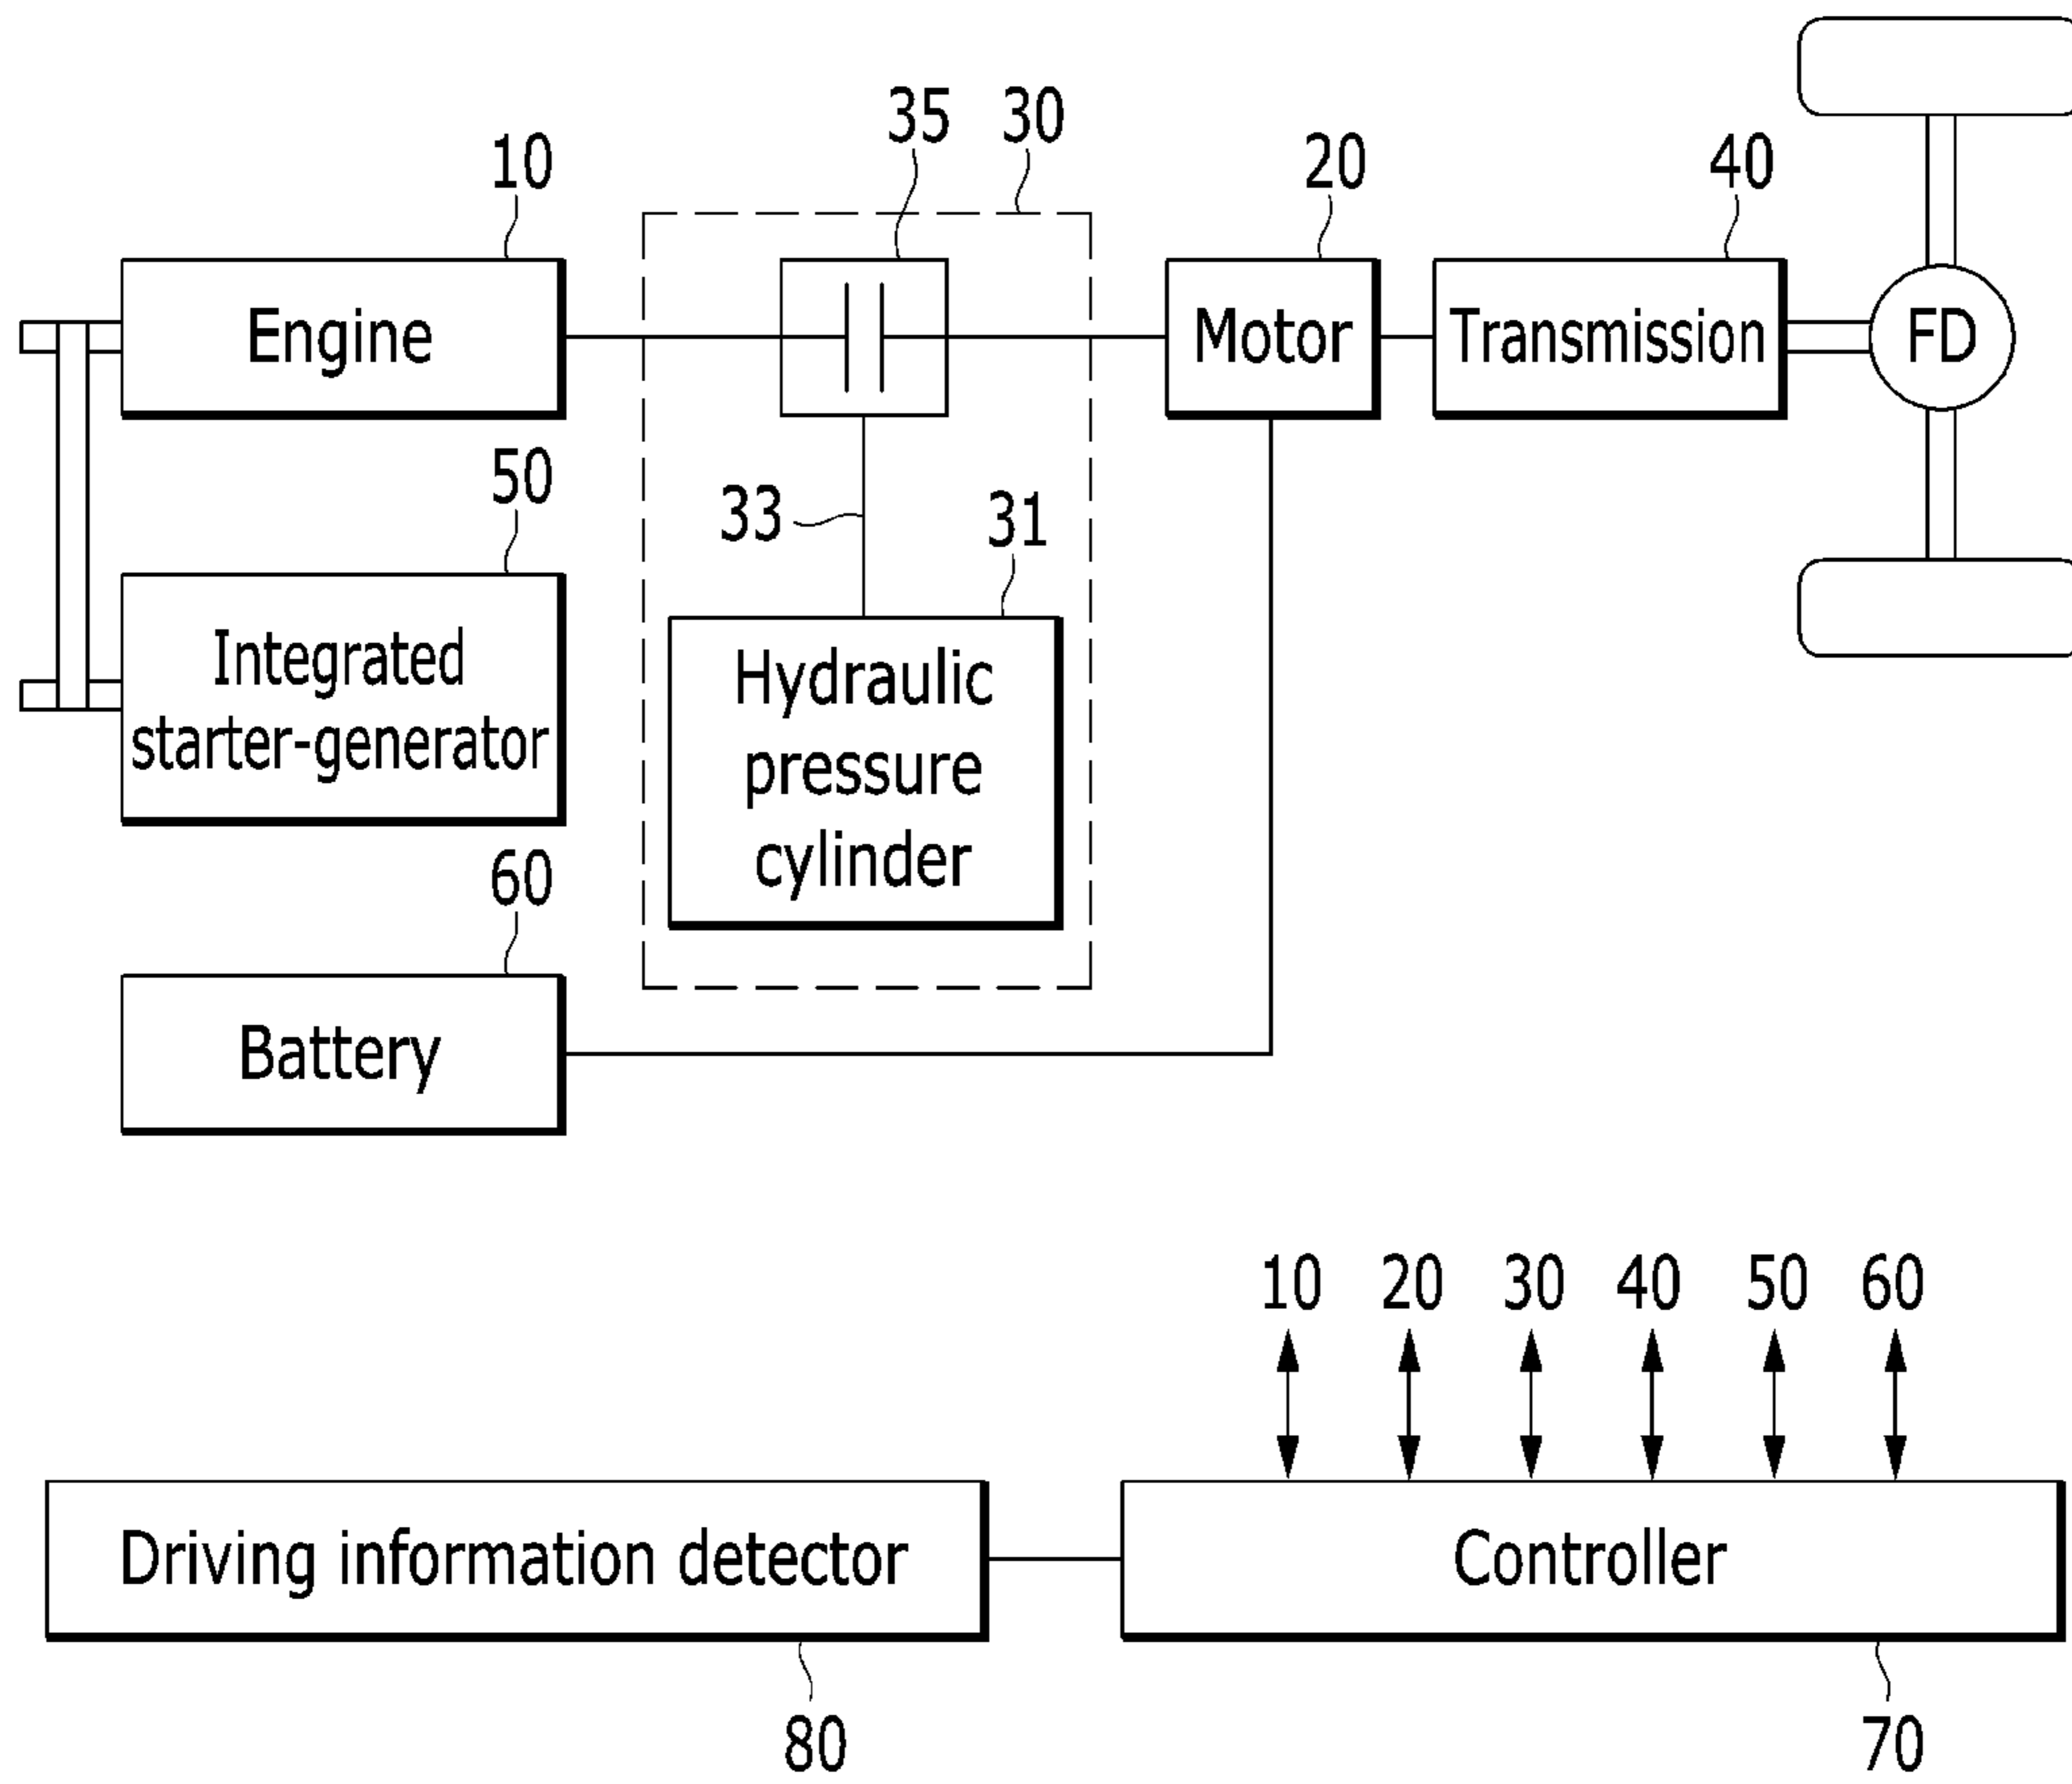 35
30
10
20
40
Engine
Motor
Transmission
FD
50
33
31
Integrated
starter-generator
Hydraulic
pressure
cylinder
60
Battery
10
20
30
40
50
60
Driving information detector
Controller
80
70